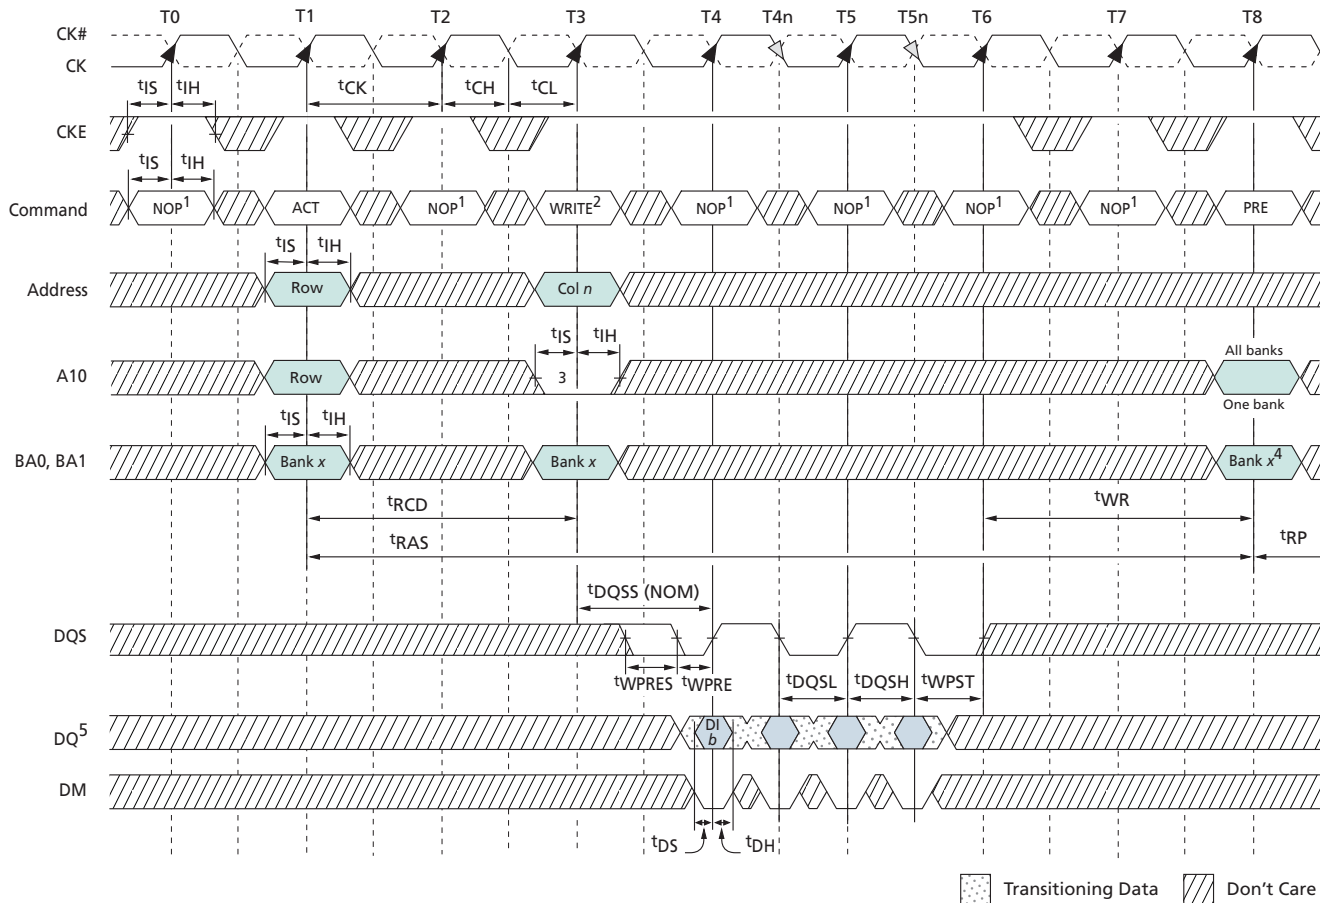 T0 T1 T2 T3 T4 T4n T5 T5n T6 T7 T8
CK#
CK
tIS tIH tCK tCH tCL
CKE
tIS tIH
Command NOP1 ACT NOP1 WRITE2 NOP1 NOP1 NOP1 NOP1 PRE
tIS tIH
Address Row Col n
tIS tIH All banks
A10 Row 3
One bank
tIS tIH
BA0, BA1 Bank x Bank x Bank x4
tRCD tWR
tRAS tRP
tDQSS (NOM)
DQS
tWPRES tWPRE tDQSL tDQSH tWPST
DQ5 DI
b
DM
tDS tDH
Transitioning Data Don't Care